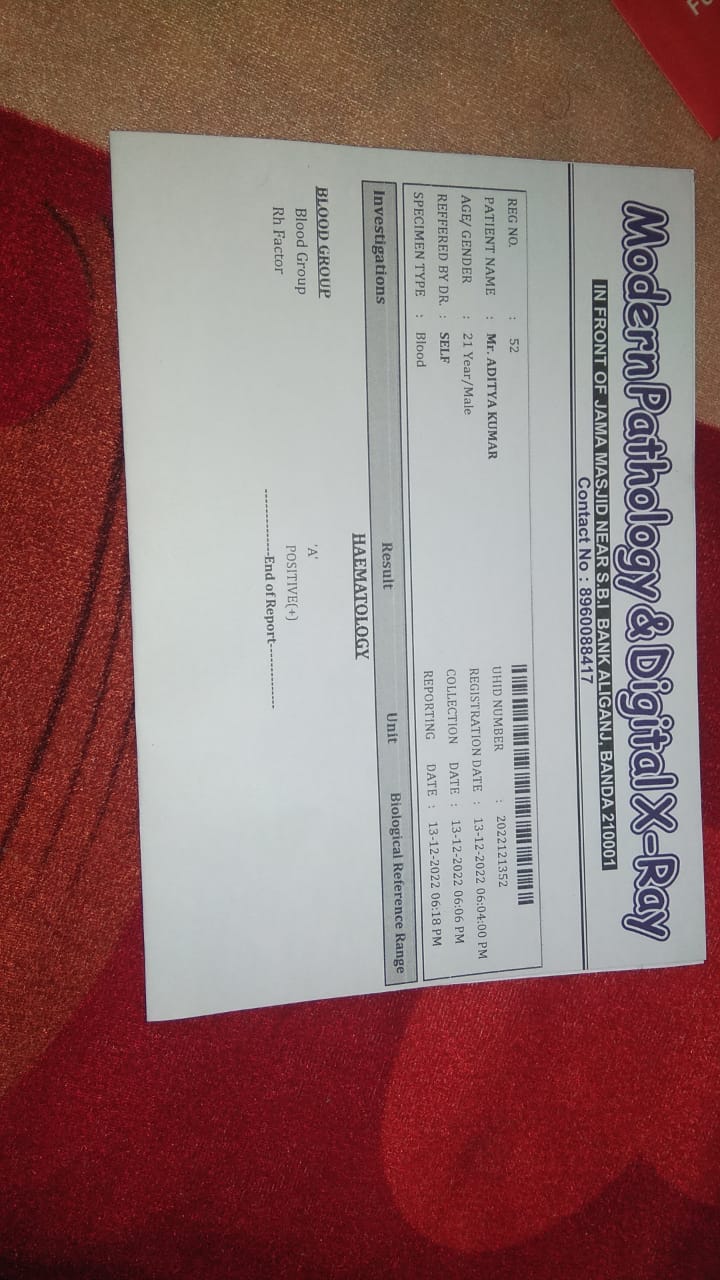 Modern Pathology & Digital X-Ray
IN FRONT OF JAMA MASJID NEAR S.B.I BANK ALIGANJ, BANDA 210001
Contact No : 8960088417
REG NO. : 52
PATIENT NAME : Mr. ADITYA KUMAR
AGE/ GENDER : 21 Year/Male
REFFERED BY DR. : SELF
SPECIMEN TYPE : Blood
UHID NUMBER : 2022121352
REGISTRATION DATE : 13-12-2022 06:04:00 PM
COLLECTION DATE : 13-12-2022 06:06 PM
REPORTING DATE : 13-12-2022 06:18 PM
Investigations Result Unit Biological Reference Range
HAEMATOLOGY
BLOOD GROUP
Blood Group 'A'
Rh Factor POSITIVE(+)
--------------End of Report--------------